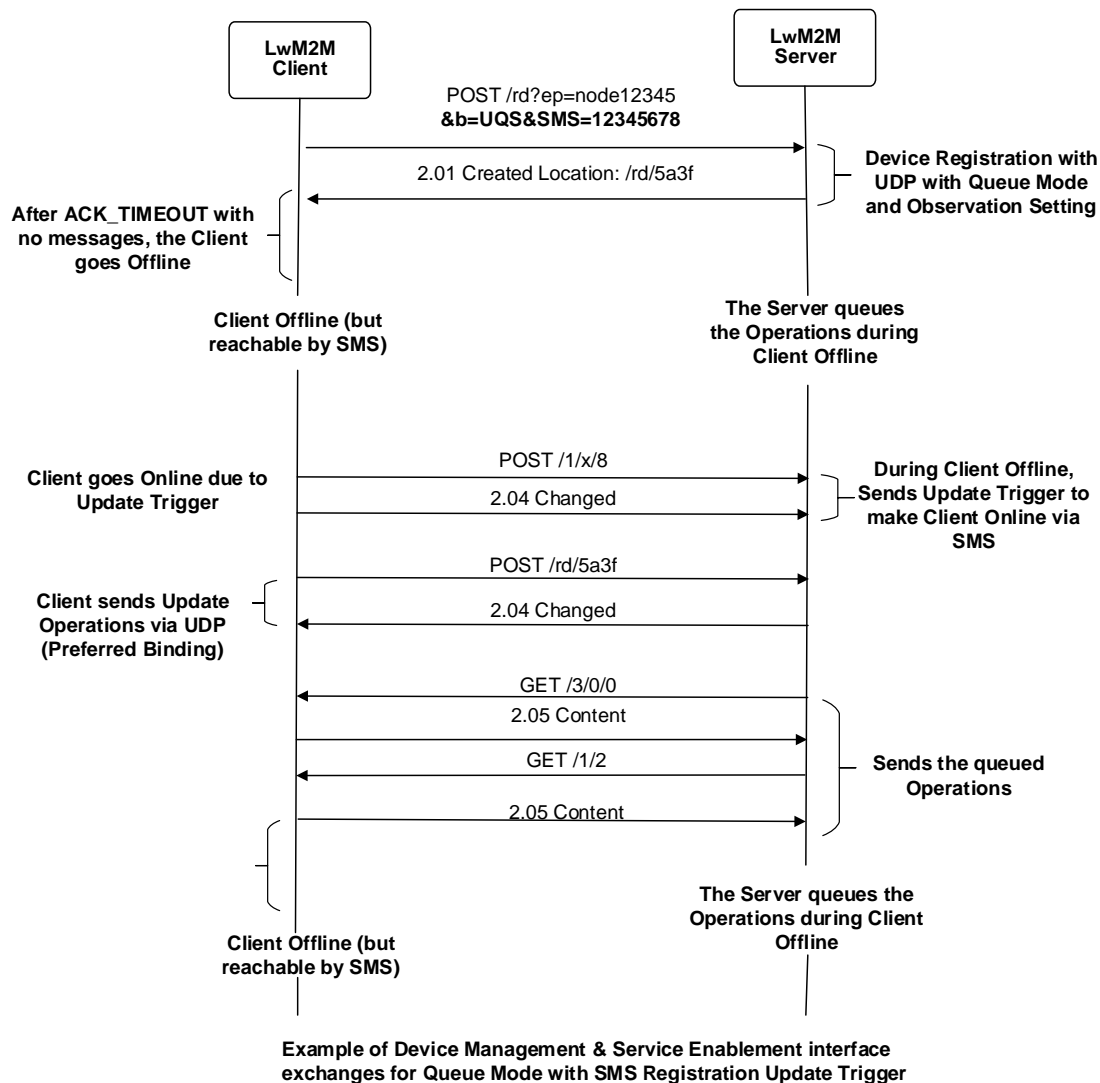 LwM2M
Client
LwM2M
Server
POST /rd?ep=node12345
&b=UQS&SMS=12345678
2.01 Created Location: /rd/5a3f
Device Registration with
UDP with Queue Mode
and Observation Setting
After ACK_TIMEOUT with
no messages, the Client
goes Offline
Client Offline (but
reachable by SMS)
The Server queues
the Operations during
Client Offline
Client goes Online due to
Update Trigger
POST /1/x/8
2.04 Changed
During Client Offline,
Sends Update Trigger to
make Client Online via
SMS
POST /rd/5a3f
Client sends Update
Operations via UDP
(Preferred Binding)
2.04 Changed
GET /3/0/0
2.05 Content
GET /1/2
2.05 Content
Sends the queued
Operations
The Server queues the
Operations during Client
Offline
Client Offline (but
reachable by SMS)
Example of Device Management & Service Enablement interface
exchanges for Queue Mode with SMS Registration Update Trigger